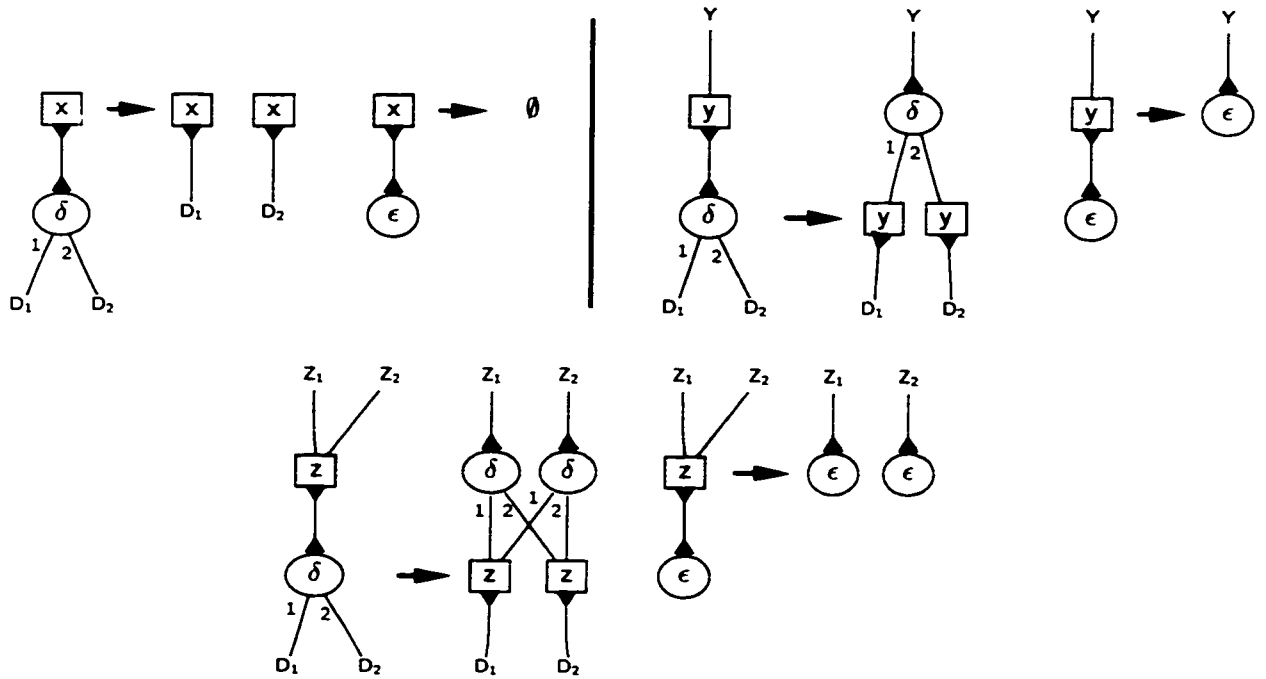 Y Y Y Y
x x x x ∅ y δ y ϵ
δ ϵ 1 2 ϵ
1 2 D₁ D₂ δ y y
D₁ D₂ 1 2
D₁ D₂ D₁ D₂
Z₁ Z₂ Z₁ Z₂ Z₁ Z₂ Z₁ Z₂
z δ δ z ϵ ϵ
1 2 1 2
δ z z ϵ
1 2
D₁ D₂ D₁ D₂